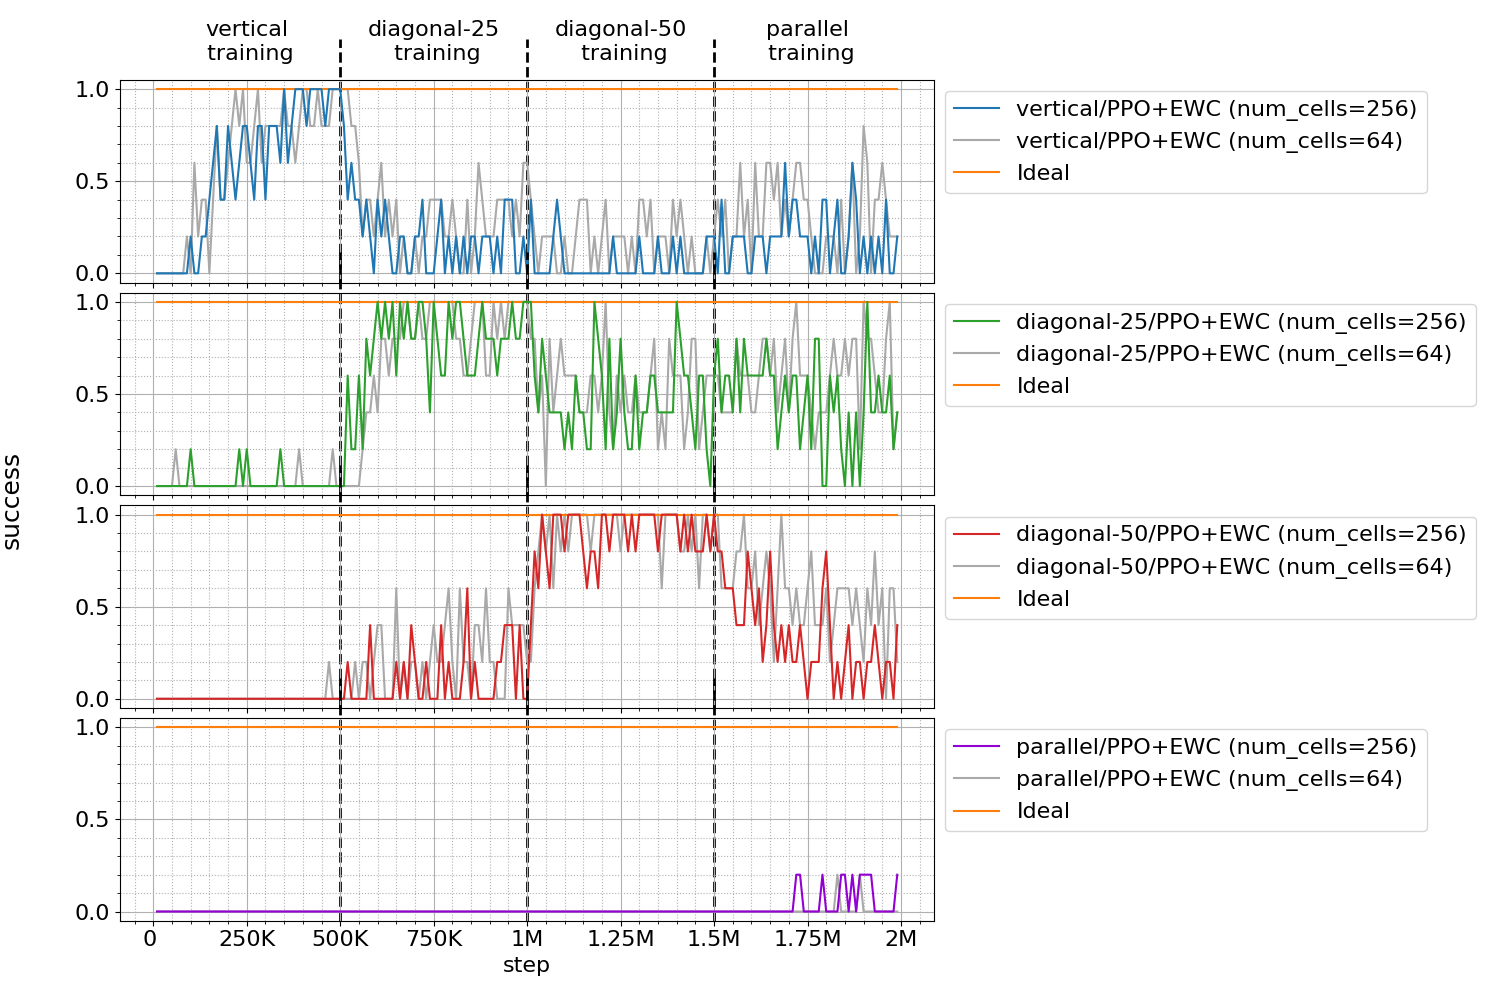 vertical
training
diagonal-25
training
diagonal-50
training
parallel
training
success
1.0
0.5
0.0
vertical/PPO+EWC (num_cells=256)
vertical/PPO+EWC (num_cells=64)
Ideal
1.0
0.5
0.0
diagonal-25/PPO+EWC (num_cells=256)
diagonal-25/PPO+EWC (num_cells=64)
Ideal
1.0
0.5
0.0
diagonal-50/PPO+EWC (num_cells=256)
diagonal-50/PPO+EWC (num_cells=64)
Ideal
1.0
0.5
0.0
parallel/PPO+EWC (num_cells=256)
parallel/PPO+EWC (num_cells=64)
Ideal
0 250K 500K 750K 1M 1.25M 1.5M 1.75M 2M
step